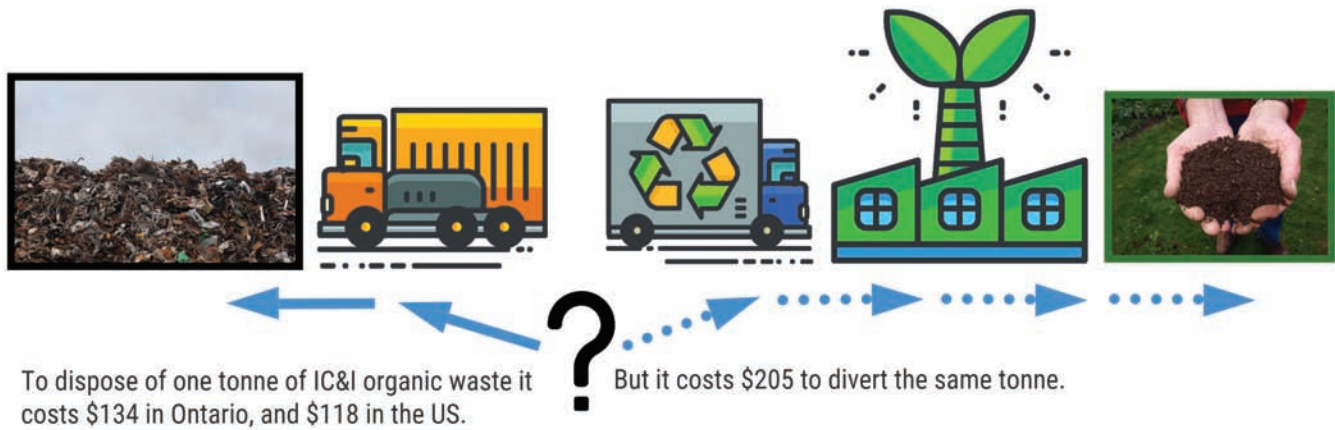 To dispose of one tonne of IC&I organic waste it
costs $134 in Ontario, and $118 in the US.
?
But it costs $205 to divert the same tonne.